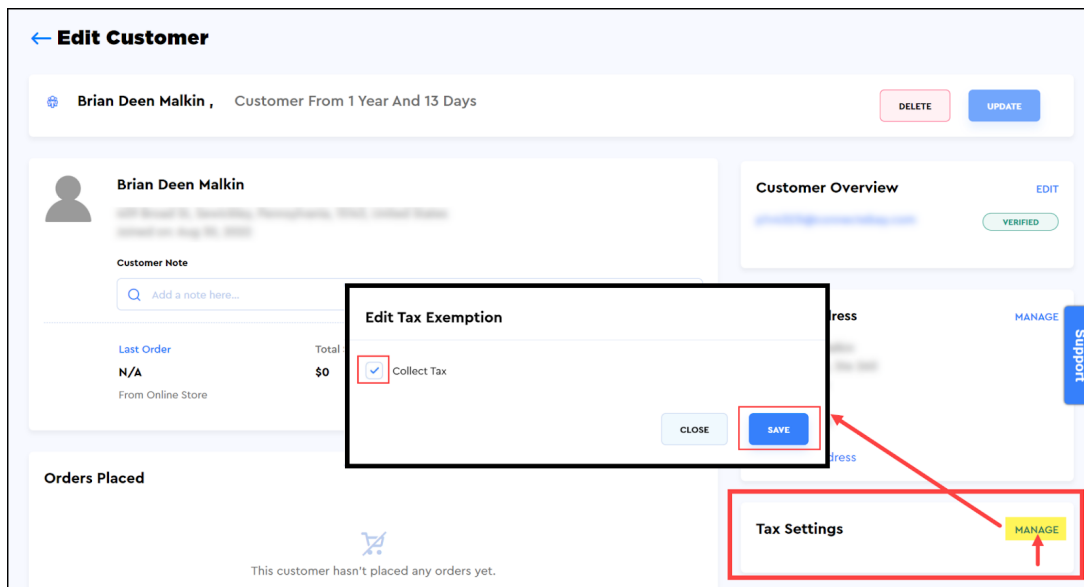 Edit Customer
Brian Deen Malkin , Customer From 1 Year And 13 Days
DELETE
UPDATE
Brian Deen Malkin
Customer Note
Add a note here...
Last Order
N/A
From Online Store
Total
$0
Customer Overview
EDIT
VERIFIED
MANAGE
Support
Edit Tax Exemption
Collect Tax
CLOSE
SAVE
Orders Placed
This customer hasn't placed any orders yet.
Tax Settings
MANAGE